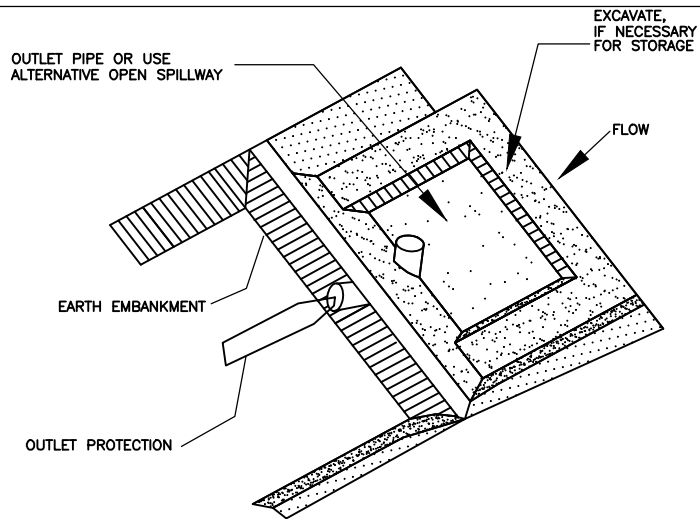 EXCAVATE,
IF NECESSARY
FOR STORAGE
OUTLET PIPE OR USE
ALTERNATIVE OPEN SPILLWAY
FLOW
EARTH EMBANKMENT
OUTLET PROTECTION